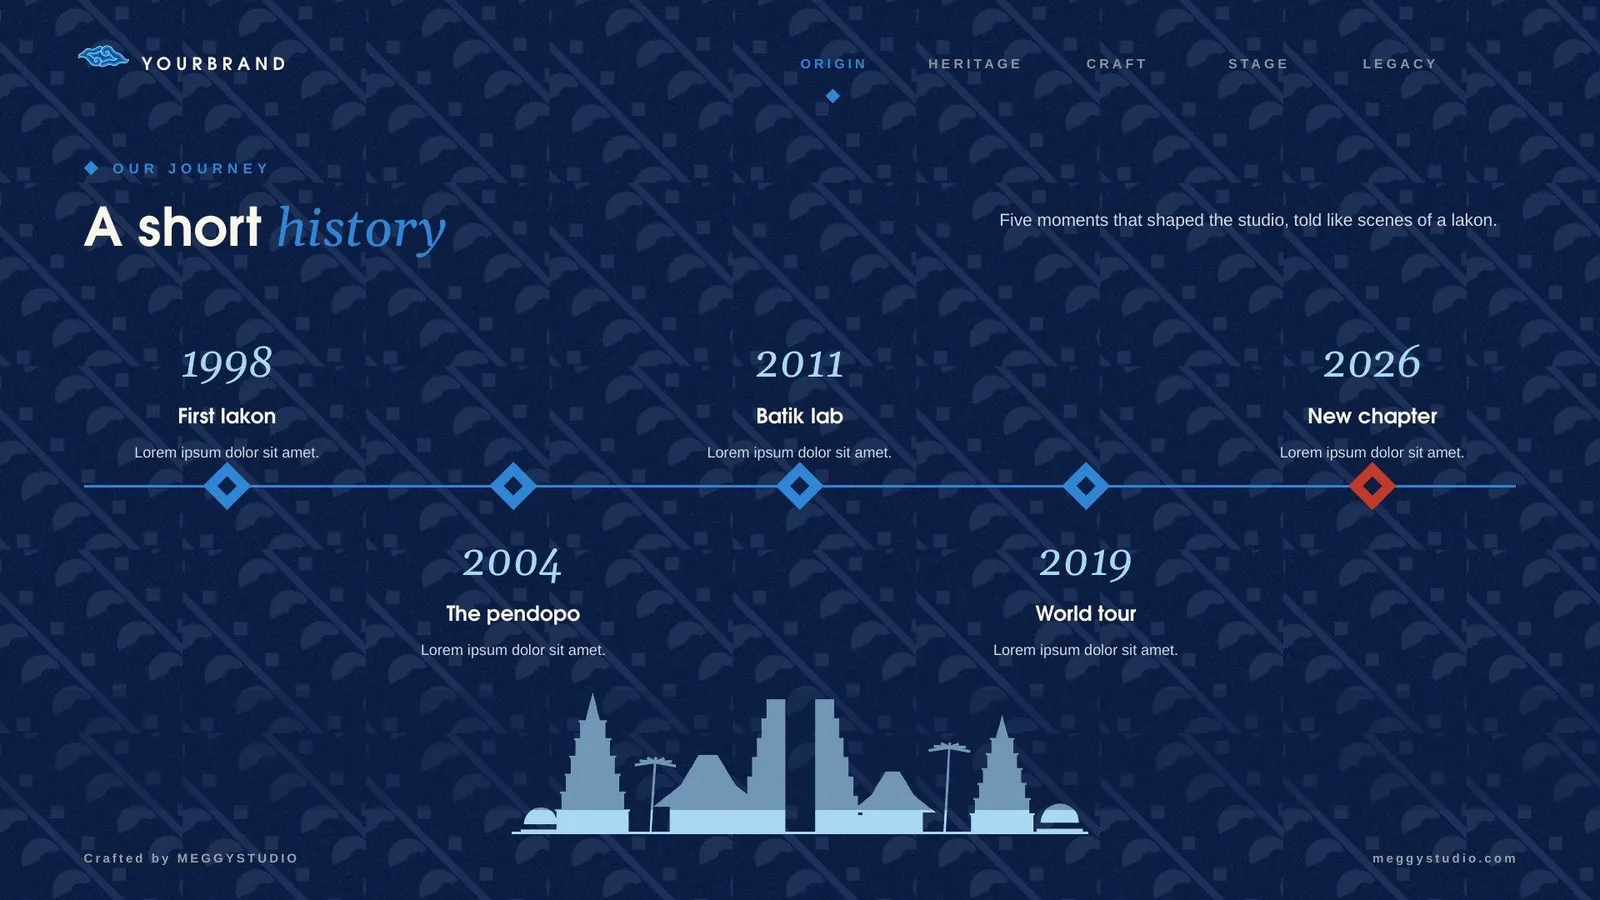 YOURBRAND
ORIGIN
HERITAGE
CRAFT
STAGE
LEGACY
OUR JOURNEY
A short history
Five moments that shaped the studio, told like scenes of a lakon.
1998
First lakon
Lorem ipsum dolor sit amet.
2004
The pendopo
Lorem ipsum dolor sit amet.
2011
Batik lab
Lorem ipsum dolor sit amet.
2019
World tour
Lorem ipsum dolor sit amet.
2026
New chapter
Lorem ipsum dolor sit amet.
Crafted by MEGGYSTUDIO
meggystudio.com